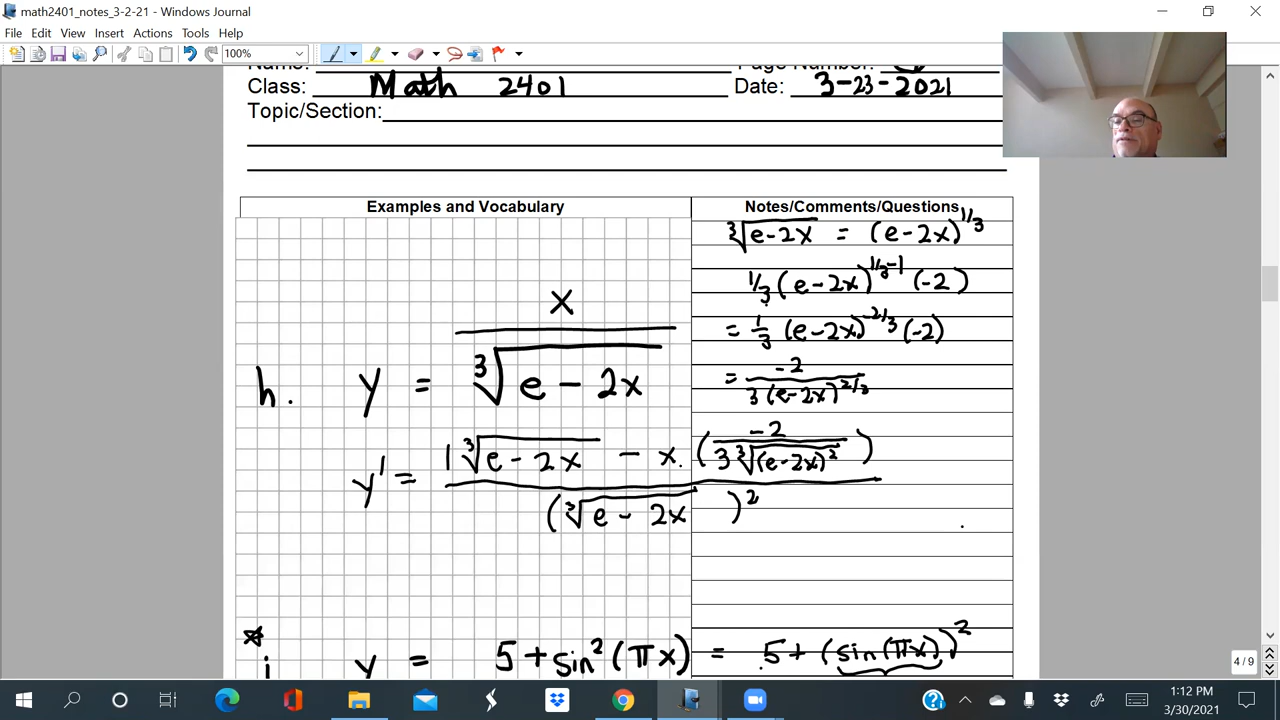 math2401_notes_3-2-21 - Windows Journal
File Edit View Insert Actions Tools Help
100%
Class: Math 2401 Date: 3-23-2021
Topic/Section:
Examples and Vocabulary
Notes/Comments/Questions
∛(e-2x) = (e-2x)^1/3
1/3 (e-2x)^1/3-1 (-2)
= 1/3 (e-2x)^-2/3 (-2)
= -2 / 3(e-2x)^2/3
h. y = x / ∛(e - 2x)
y' = (1∛(e - 2x) - x. (-2 / 3∛(e-2x)^2)) / (∛(e - 2x))^2
i y = 5 + sin² (πx) = 5 + (sin(πx))²
4 / 9
1:12 PM
3/30/2021